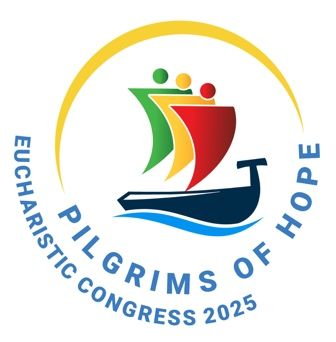 PILGRIMS OF HOPE
EUCHARISTIC CONGRESS 2025